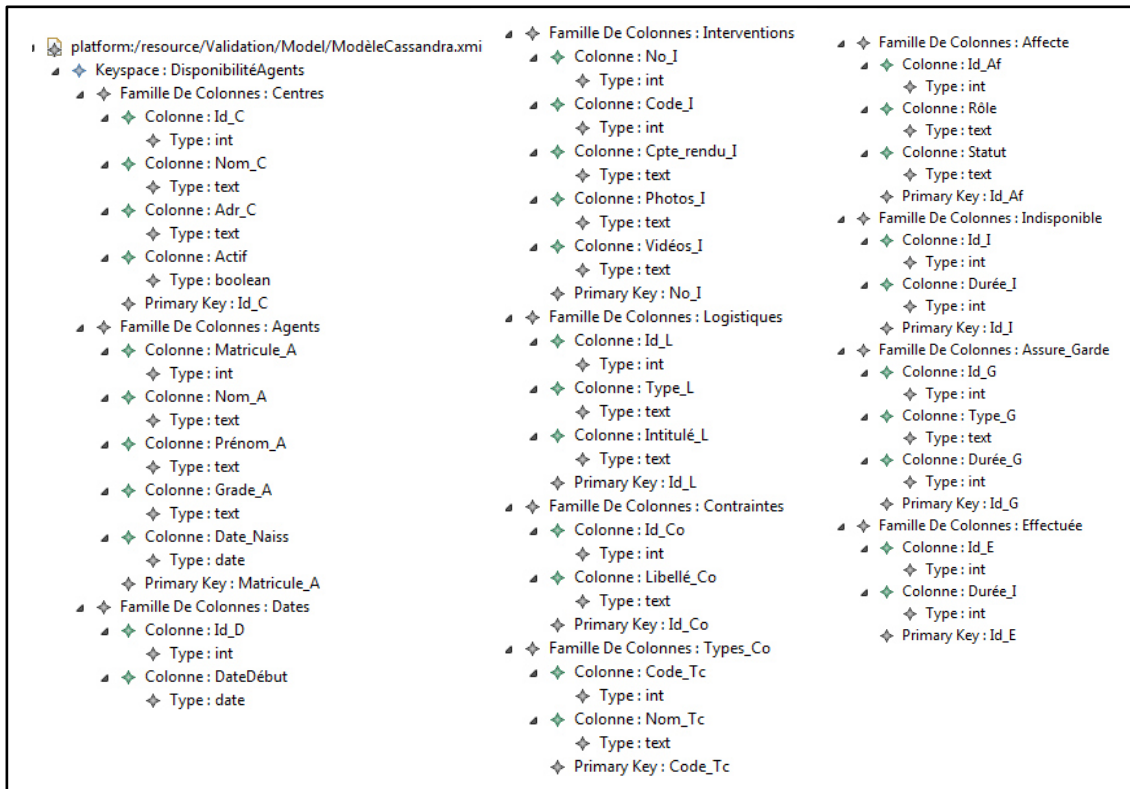 platform:/resource/Validation/Model/ModèleCassandra.xmi
Keyspace : DisponibilitéAgents
Famille De Colonnes : Centres
Colonne : Id_C
Type : int
Colonne : Nom_C
Type : text
Colonne : Adr_C
Type : text
Colonne : Actif
Type : boolean
Primary Key : Id_C
Famille De Colonnes : Agents
Colonne : Matricule_A
Type : int
Colonne : Nom_A
Type : text
Colonne : Prénom_A
Type : text
Colonne : Grade_A
Type : text
Colonne : Date_Naiss
Type : date
Primary Key : Matricule_A
Famille De Colonnes : Dates
Colonne : Id_D
Type : int
Colonne : DateDébut
Type : date
Famille De Colonnes : Interventions
Colonne : No_I
Type : int
Colonne : Code_I
Type : int
Colonne : Cpte_rendu_I
Type : text
Colonne : Photos_I
Type : text
Colonne : Vidéos_I
Type : text
Primary Key : No_I
Famille De Colonnes : Logistiques
Colonne : Id_L
Type : int
Colonne : Type_L
Type : text
Colonne : Intitulé_L
Type : text
Primary Key : Id_L
Famille De Colonnes : Contraintes
Colonne : Id_Co
Type : int
Colonne : Libellé_Co
Type : text
Primary Key : Id_Co
Famille De Colonnes : Types_Co
Colonne : Code_Tc
Type : int
Colonne : Nom_Tc
Type : text
Primary Key : Code_Tc
Famille De Colonnes : Affecte
Colonne : Id_Af
Type : int
Colonne : Rôle
Type : text
Colonne : Statut
Type : text
Primary Key : Id_Af
Famille De Colonnes : Indisponible
Colonne : Id_I
Type : int
Colonne : Durée_I
Type : int
Primary Key : Id_I
Famille De Colonnes : Assure_Garde
Colonne : Id_G
Type : int
Colonne : Type_G
Type : text
Colonne : Durée_G
Type : int
Primary Key : Id_G
Famille De Colonnes : Effectuée
Colonne : Id_E
Type : int
Colonne : Durée_I
Type : int
Primary Key : Id_E